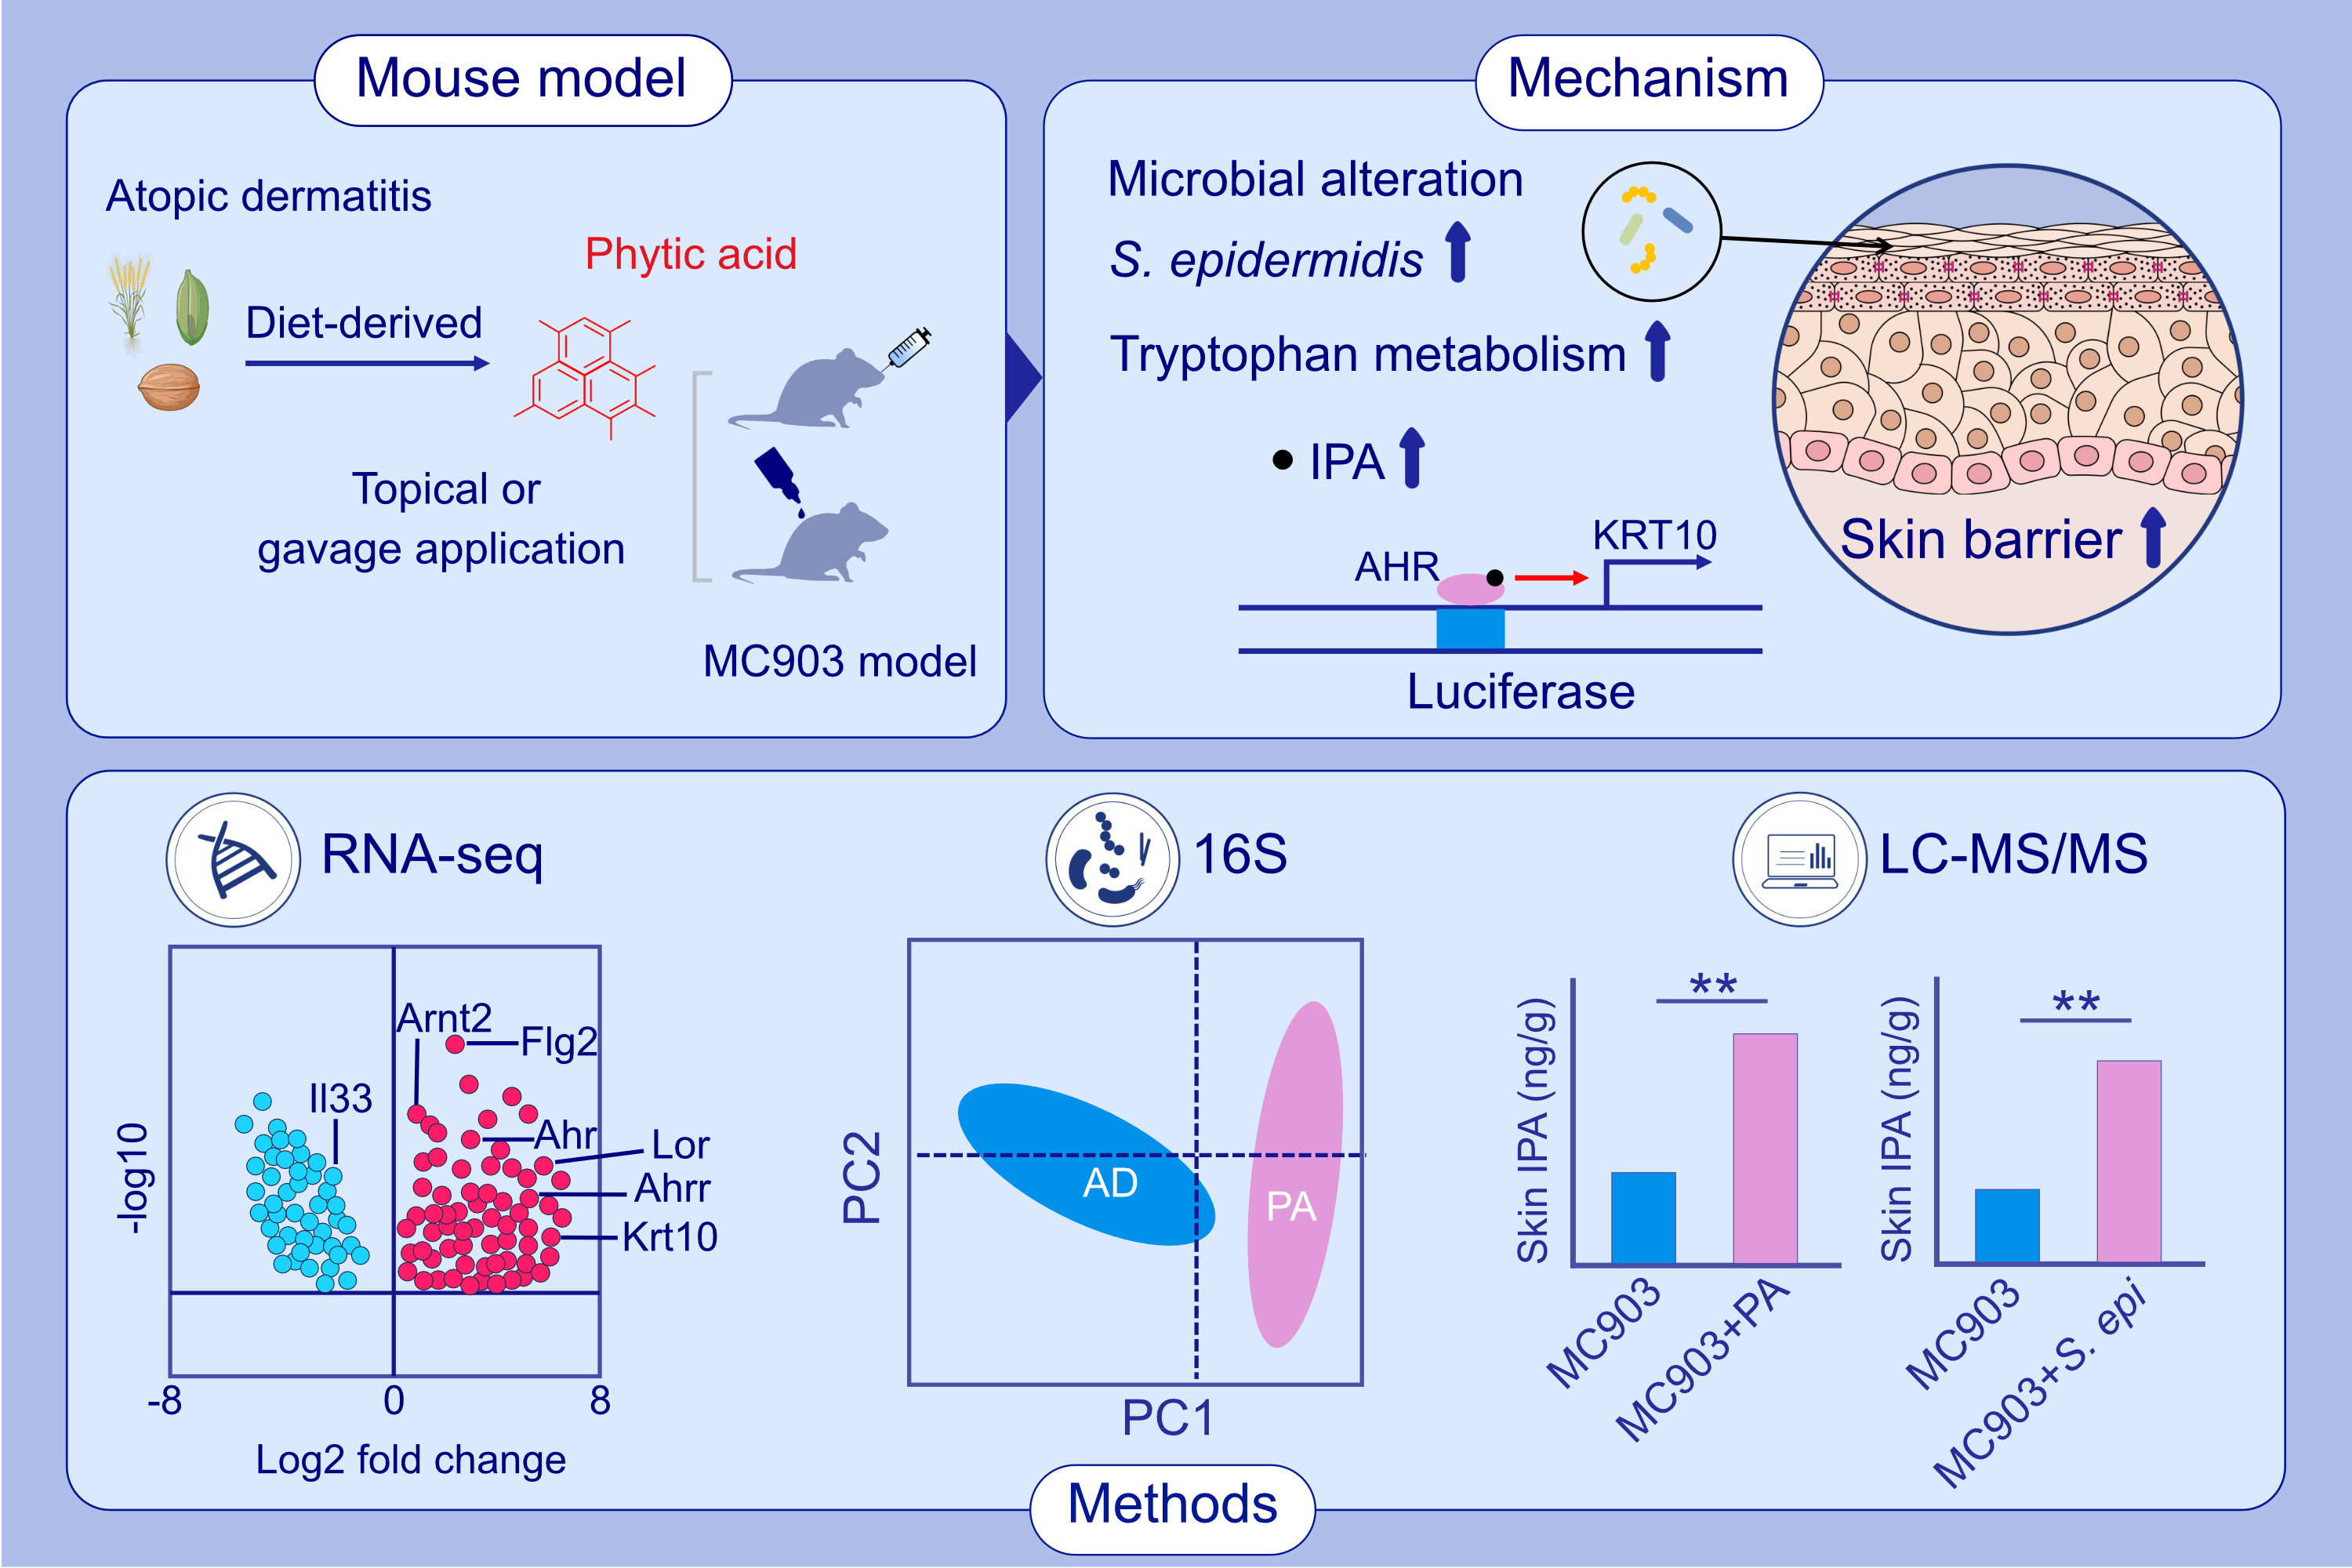 Mouse model
Atopic dermatitis
Diet-derived
Phytic acid
Topical or
gavage application
MC903 model
Mechanism
Microbial alteration
S. epidermidis
Tryptophan metabolism
IPA
AHR
KRT10
Luciferase
Skin barrier
RNA-seq
Arnt2
Flg2
Il33
Ahr
Lor
Ahrr
Krt10
-log10
-8
0
8
Log2 fold change
16S
PC2
AD
PA
PC1
LC-MS/MS
Skin IPA (ng/g)
**
MC903
MC903+PA
Skin IPA (ng/g)
**
MC903
MC903+S. epi
Methods